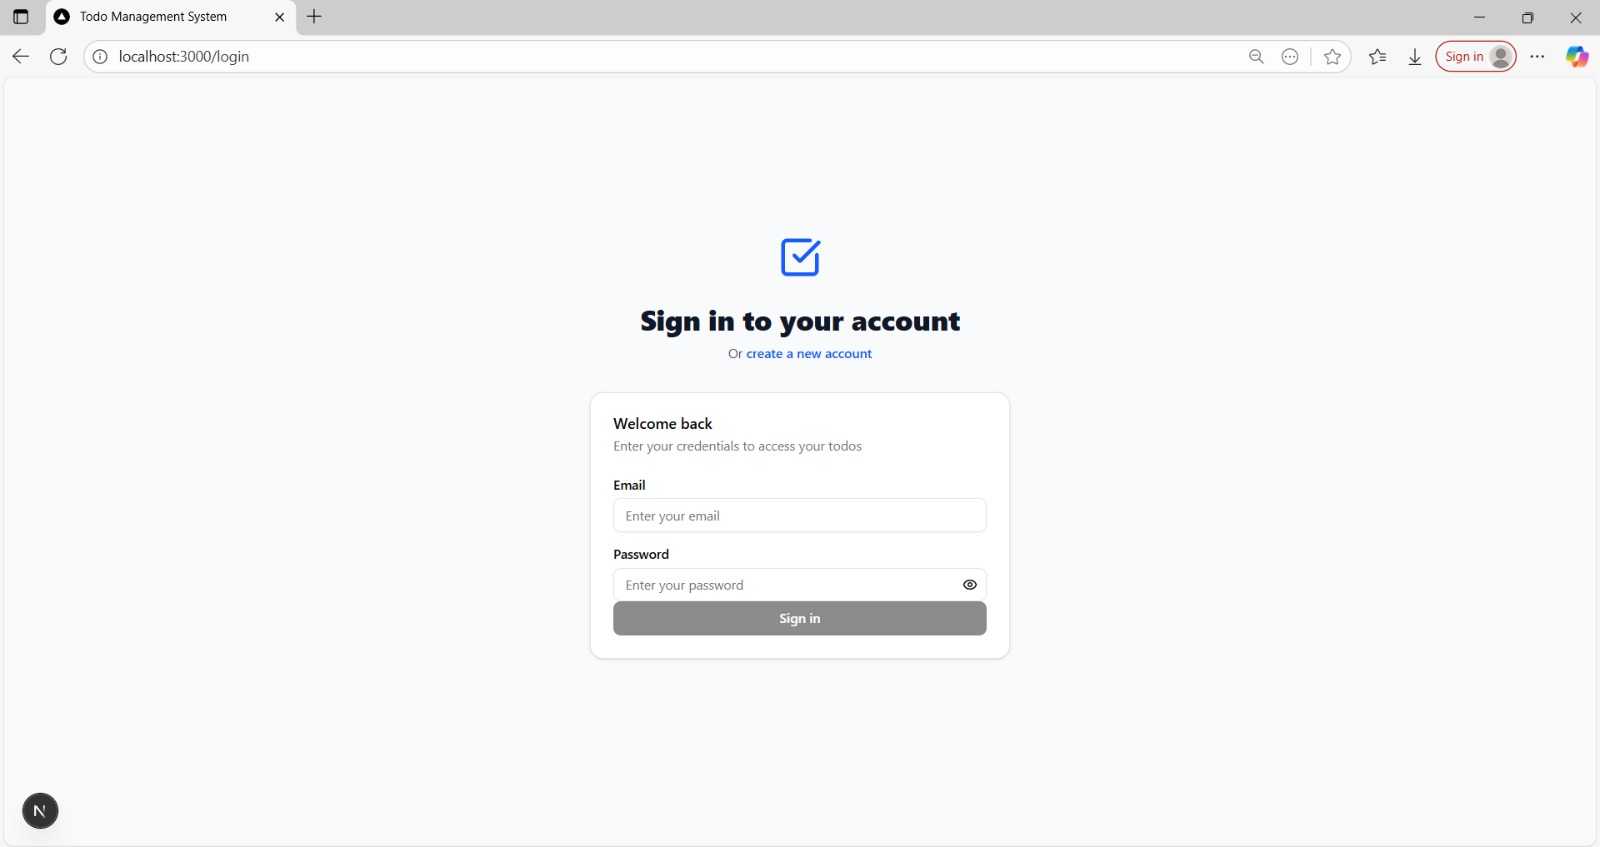 Todo Management System
localhost:3000/login
Sign in
Sign in to your account
Or create a new account
Welcome back
Enter your credentials to access your todos
Email
Enter your email
Password
Enter your password
Sign in
N